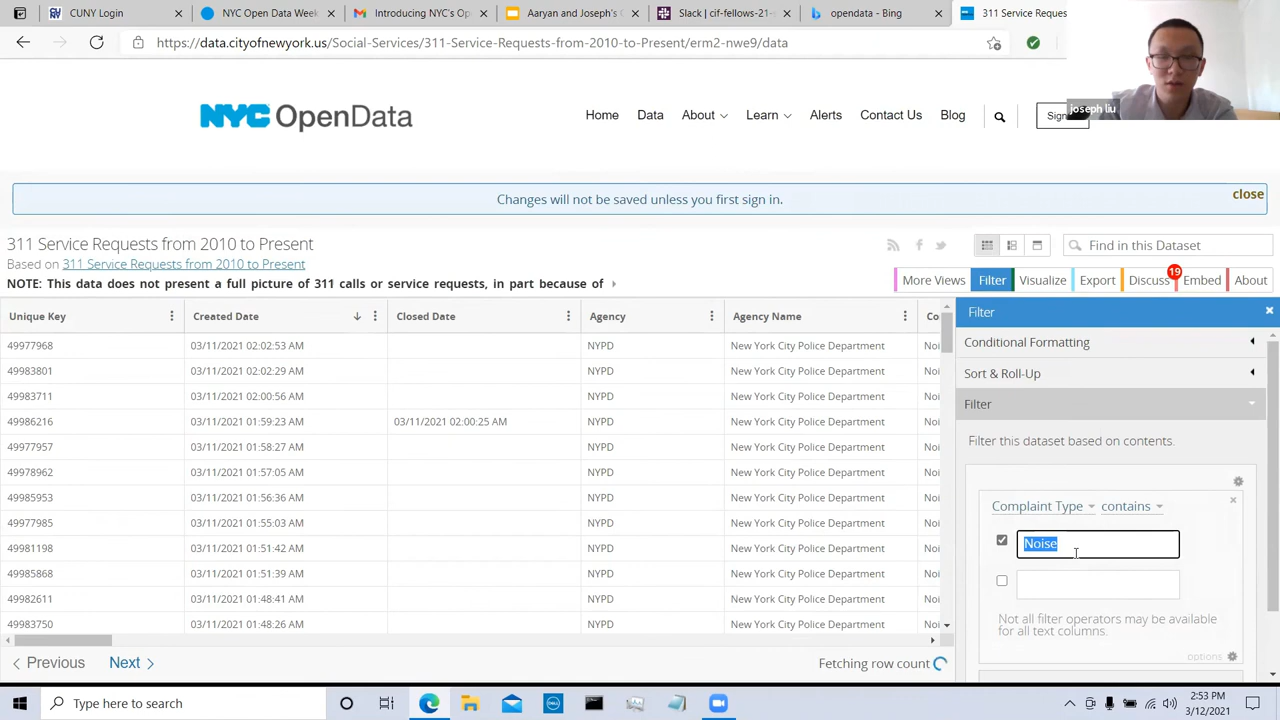 CUNY Login
NYC Open Data Week
Introducing NYC's Op
Aaryan and Joseph's C
Slack | cif-fellows-21-
opendata - Bing
311 Service Reques
https://data.cityofnewyork.us/Social-Services/311-Service-Requests-from-2010-to-Present/erm2-nwe9/data
joseph liu
NYC OpenData
Home
Data
About
Learn
Alerts
Contact Us
Blog
Sign
Changes will not be saved unless you first sign in.
close
311 Service Requests from 2010 to Present
Based on 311 Service Requests from 2010 to Present
Find in this Dataset
NOTE: This data does not present a full picture of 311 calls or service requests, in part because of
More Views
Filter
Visualize
Export
Discuss
19
Embed
About
Unique Key Created Date Closed Date Agency Agency Name Co
49977968 03/11/2021 02:02:53 AM NYPD New York City Police Department Noi
49983801 03/11/2021 02:02:29 AM NYPD New York City Police Department Noi
49983711 03/11/2021 02:00:56 AM NYPD New York City Police Department Noi
49986216 03/11/2021 01:59:23 AM 03/11/2021 02:00:25 AM NYPD New York City Police Department Noi
49977957 03/11/2021 01:58:27 AM NYPD New York City Police Department Noi
49978962 03/11/2021 01:57:05 AM NYPD New York City Police Department Noi
49985953 03/11/2021 01:56:36 AM NYPD New York City Police Department Noi
49977985 03/11/2021 01:55:03 AM NYPD New York City Police Department Noi
49981198 03/11/2021 01:51:42 AM NYPD New York City Police Department Noi
49985868 03/11/2021 01:51:39 AM NYPD New York City Police Department Noi
49982611 03/11/2021 01:48:41 AM NYPD New York City Police Department Noi
49983750 03/11/2021 01:48:26 AM NYPD New York City Police Department Noi
Filter
Conditional Formatting
Sort & Roll-Up
Filter
Filter this dataset based on contents.
Complaint Type contains
Noise
Not all filter operators may be available
for all text columns.
options
Previous
Next
Fetching row count
Type here to search
2:53 PM
3/12/2021